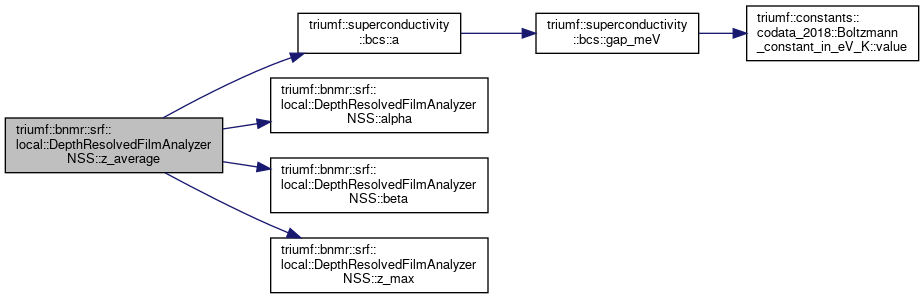 triumf::bnmr::srf::
local::DepthResolvedFilmAnalyzer
NSS::z_average
triumf::superconductivity
::bcs::a
triumf::superconductivity
::bcs::gap_meV
triumf::constants::
codata_2018::Boltzmann
_constant_in_eV_K::value
triumf::bnmr::srf::
local::DepthResolvedFilmAnalyzer
NSS::alpha
triumf::bnmr::srf::
local::DepthResolvedFilmAnalyzer
NSS::beta
triumf::bnmr::srf::
local::DepthResolvedFilmAnalyzer
NSS::z_max